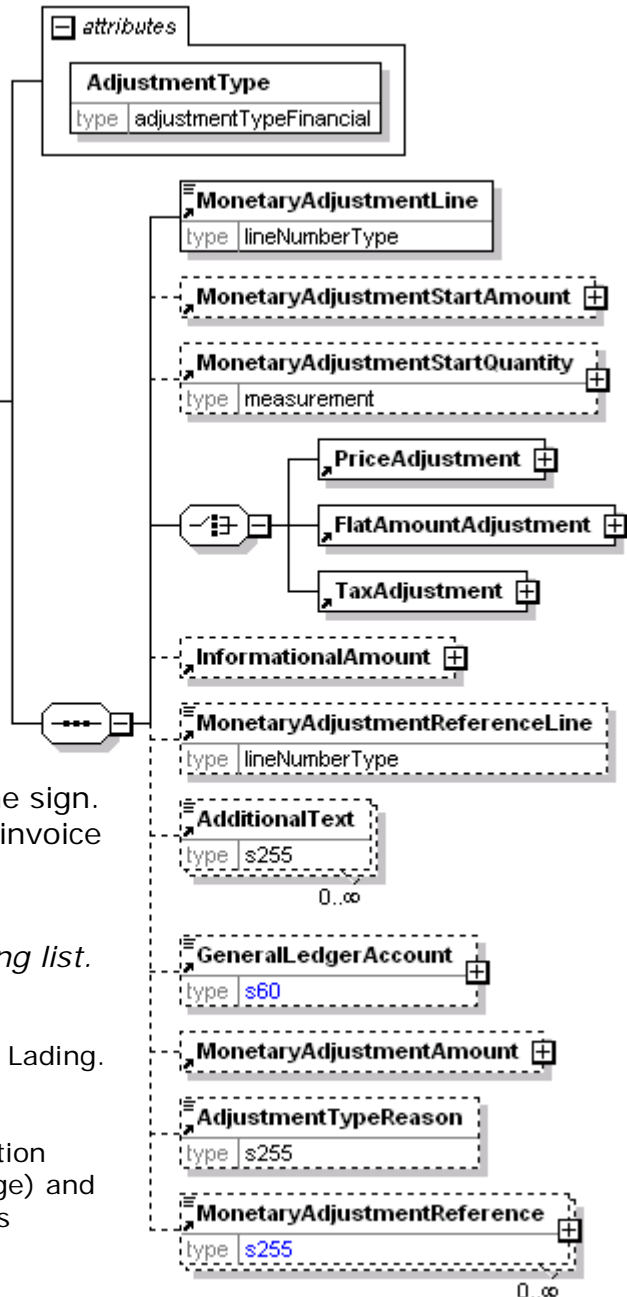 attributes
AdjustmentType
type adjustmentTypeFinancial
MonetaryAdjustmentLine
type lineNumberType
MonetaryAdjustmentStartAmount
MonetaryAdjustmentStartQuantity
type measurement
PriceAdjustment
FlatAmountAdjustment
TaxAdjustment
InformationalAmount
MonetaryAdjustmentReferenceLine
type lineNumberType
e sign.
invoice
AdditionalText
type s255
0..∞
ng list.
GeneralLedgerAccount
type s60
Lading.
MonetaryAdjustmentAmount
tion
ge) and
s
AdjustmentTypeReason
type s255
MonetaryAdjustmentReference
type s255
0..∞